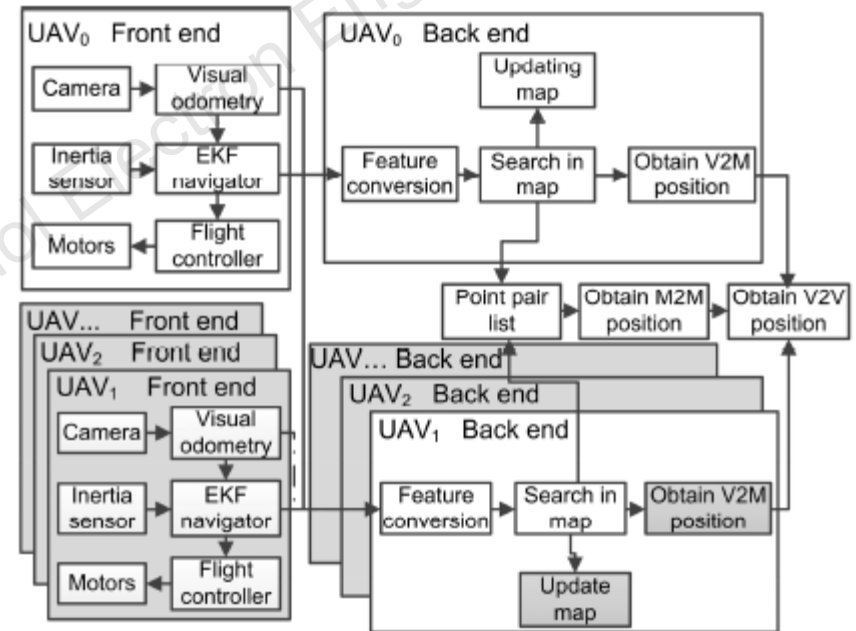 UAV₀ Front end
Camera
Visual
odometry
Inertia
sensor
EKF
navigator
Motors
Flight
controller
UAV₀ Back end
Updating
map
Feature
conversion
Search in
map
Obtain V2M
position
Point pair
list
Obtain M2M
position
Obtain V2V
position
UAV... Front end
UAV₂ Front end
UAV₁ Front end
Camera
Visual
odometry
Inertia
sensor
EKF
navigator
Motors
Flight
controller
UAV... Back end
UAV₂ Back end
UAV₁ Back end
Feature
conversion
Search in
map
Obtain V2M
position
Update
map